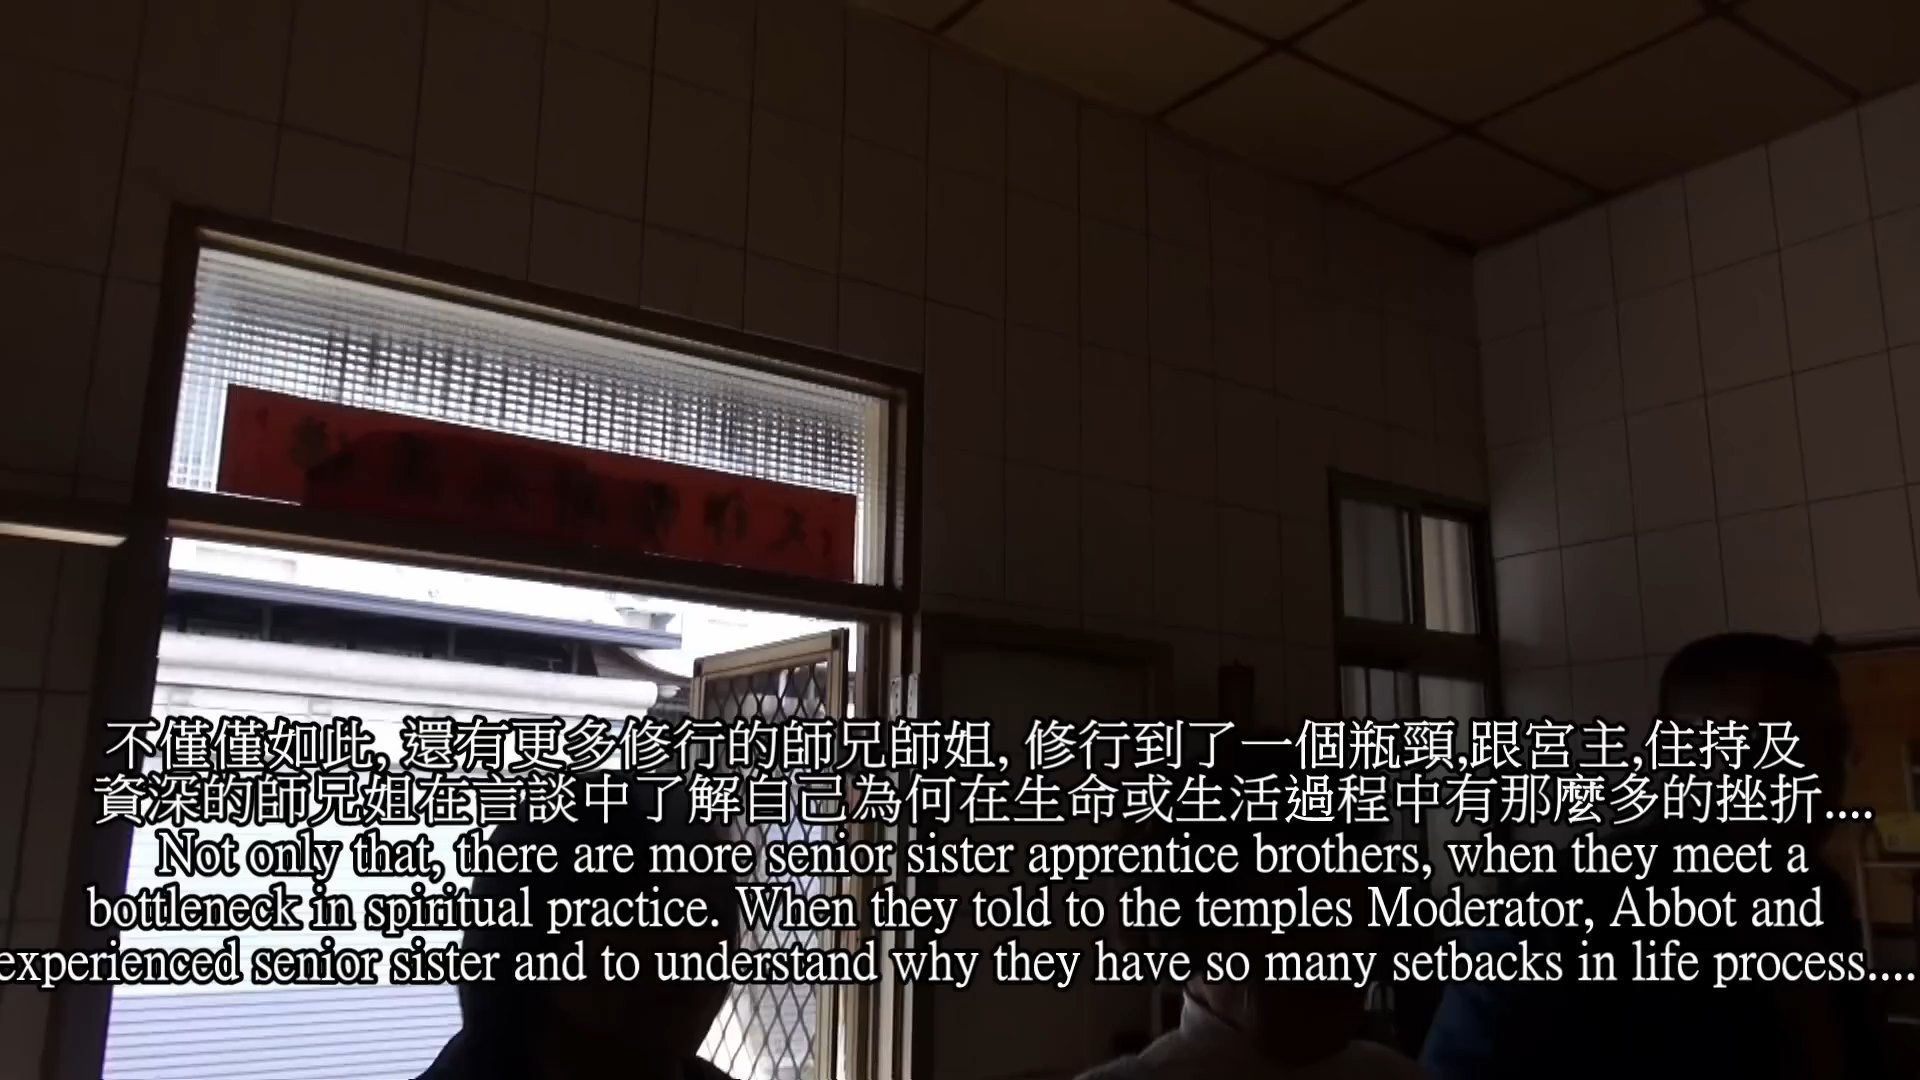 不僅僅如此, 還有更多修行的師兄師姐, 修行到了一個瓶頸,跟宮主,住持及
資深的師兄姐在言談中了解自己為何在生命或生活過程中有那麼多的挫折....
Not only that, there are more senior sister apprentice brothers, when they meet a
bottleneck in spiritual practice. When they told to the temples Moderator, Abbot and
experienced senior sister and to understand why they have so many setbacks in life process....